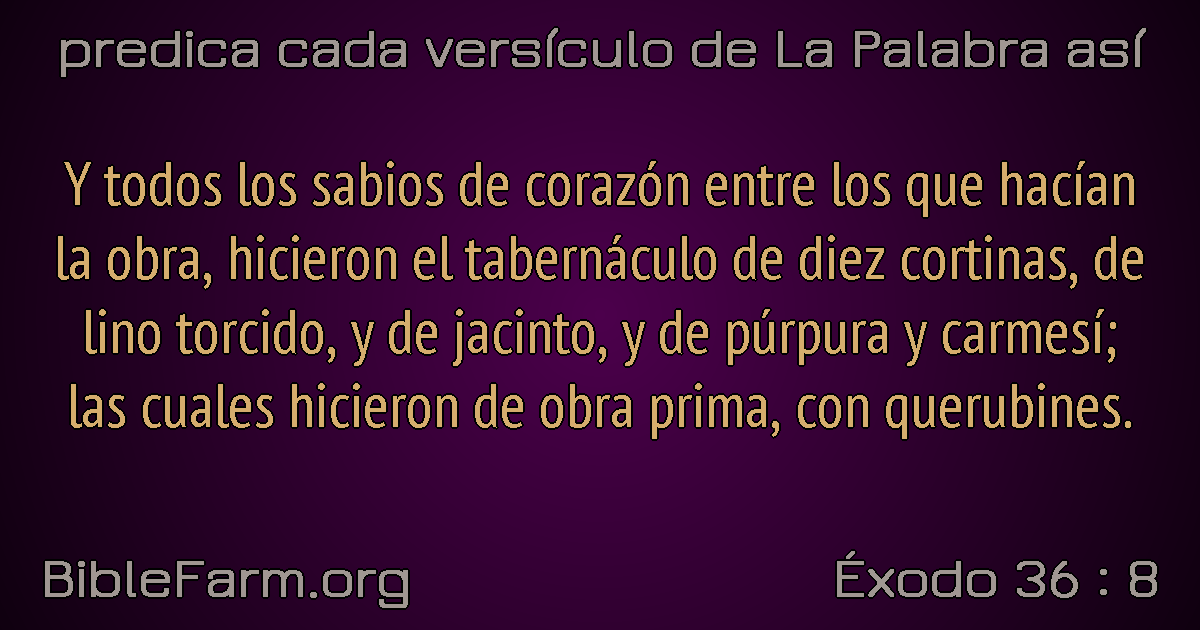 predica cada versículo de La Palabra así
Y todos los sabios de corazón entre los que hacían
la obra, hicieron el tabernáculo de diez cortinas, de
lino torcido, y de jacinto, y de púrpura y carmesí;
las cuales hicieron de obra prima, con querubines.
BibleFarm.org
Éxodo 36 : 8